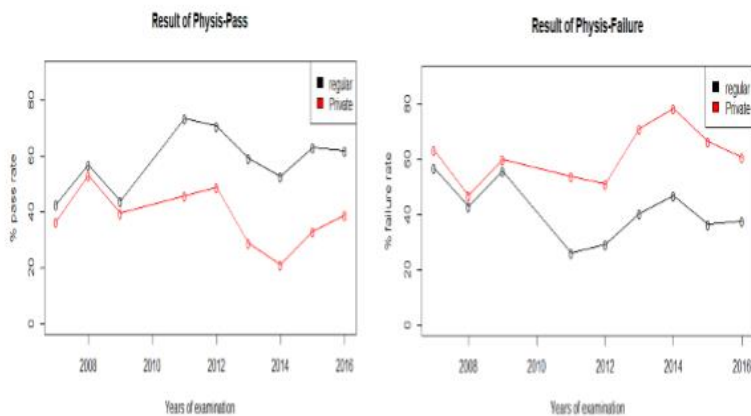 Result of Physis-Pass
regular
Private
% pass rate
80
60
40
20
0
2008
2010
2012
2014
2016
Years of examination
Result of Physis-Failure
regular
Private
% failure rate
80
60
40
20
0
2008
2010
2012
2014
2016
Years of examination